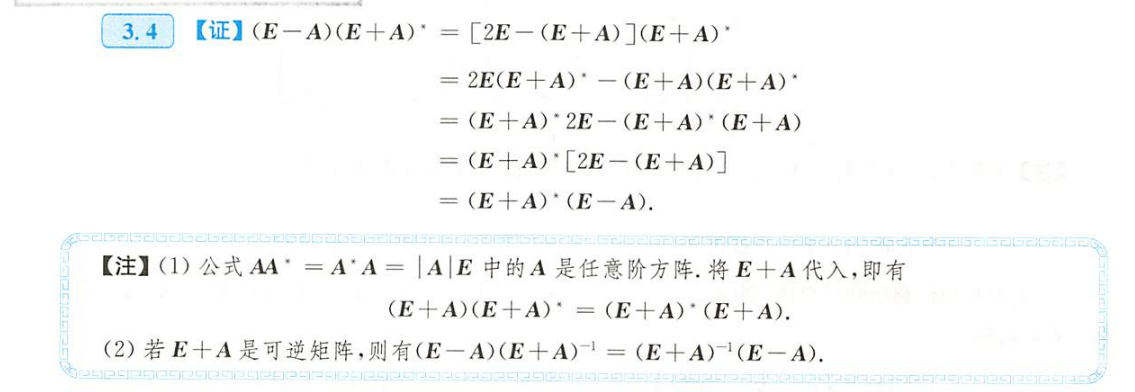 3.4 【证】(E-A)(E+A)* = [2E-(E+A)](E+A)*
= 2E(E+A)* -(E+A)(E+A)*
= (E+A)*2E-(E+A)*(E+A)
= (E+A)*[2E-(E+A)]
= (E+A)*(E-A).
【注】(1) 公式 AA* = A*A = |A|E 中的 A 是任意阶方阵.将 E+A 代入,即有
(E+A)(E+A)* = (E+A)*(E+A).
(2) 若 E+A 是可逆矩阵,则有(E-A)(E+A)⁻¹ = (E+A)⁻¹(E-A).